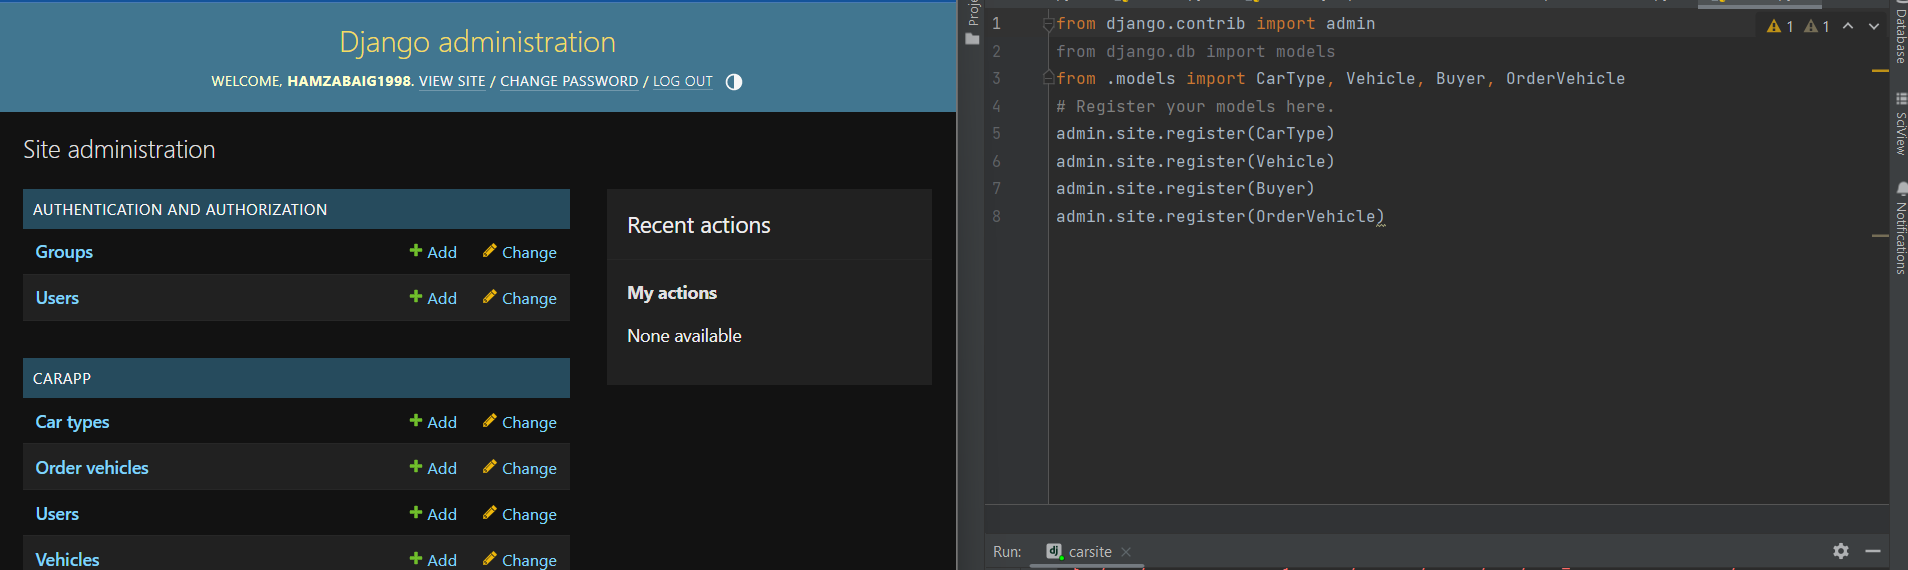 Django administration
WELCOME, HAMZABAIG1998. VIEW SITE / CHANGE PASSWORD / LOG OUT
Site administration
AUTHENTICATION AND AUTHORIZATION
Groups Add Change
Users Add Change
CARAPP
Car types Add Change
Order vehicles Add Change
Users Add Change
Vehicles Add Change
Recent actions
My actions
None available
1 from django.contrib import admin
2 from django.db import models
3 from .models import CarType, Vehicle, Buyer, OrderVehicle
4 # Register your models here.
5 admin.site.register(CarType)
6 admin.site.register(Vehicle)
7 admin.site.register(Buyer)
8 admin.site.register(OrderVehicle)
1 1
Database
SciView
Notifications
Run: dj carsite